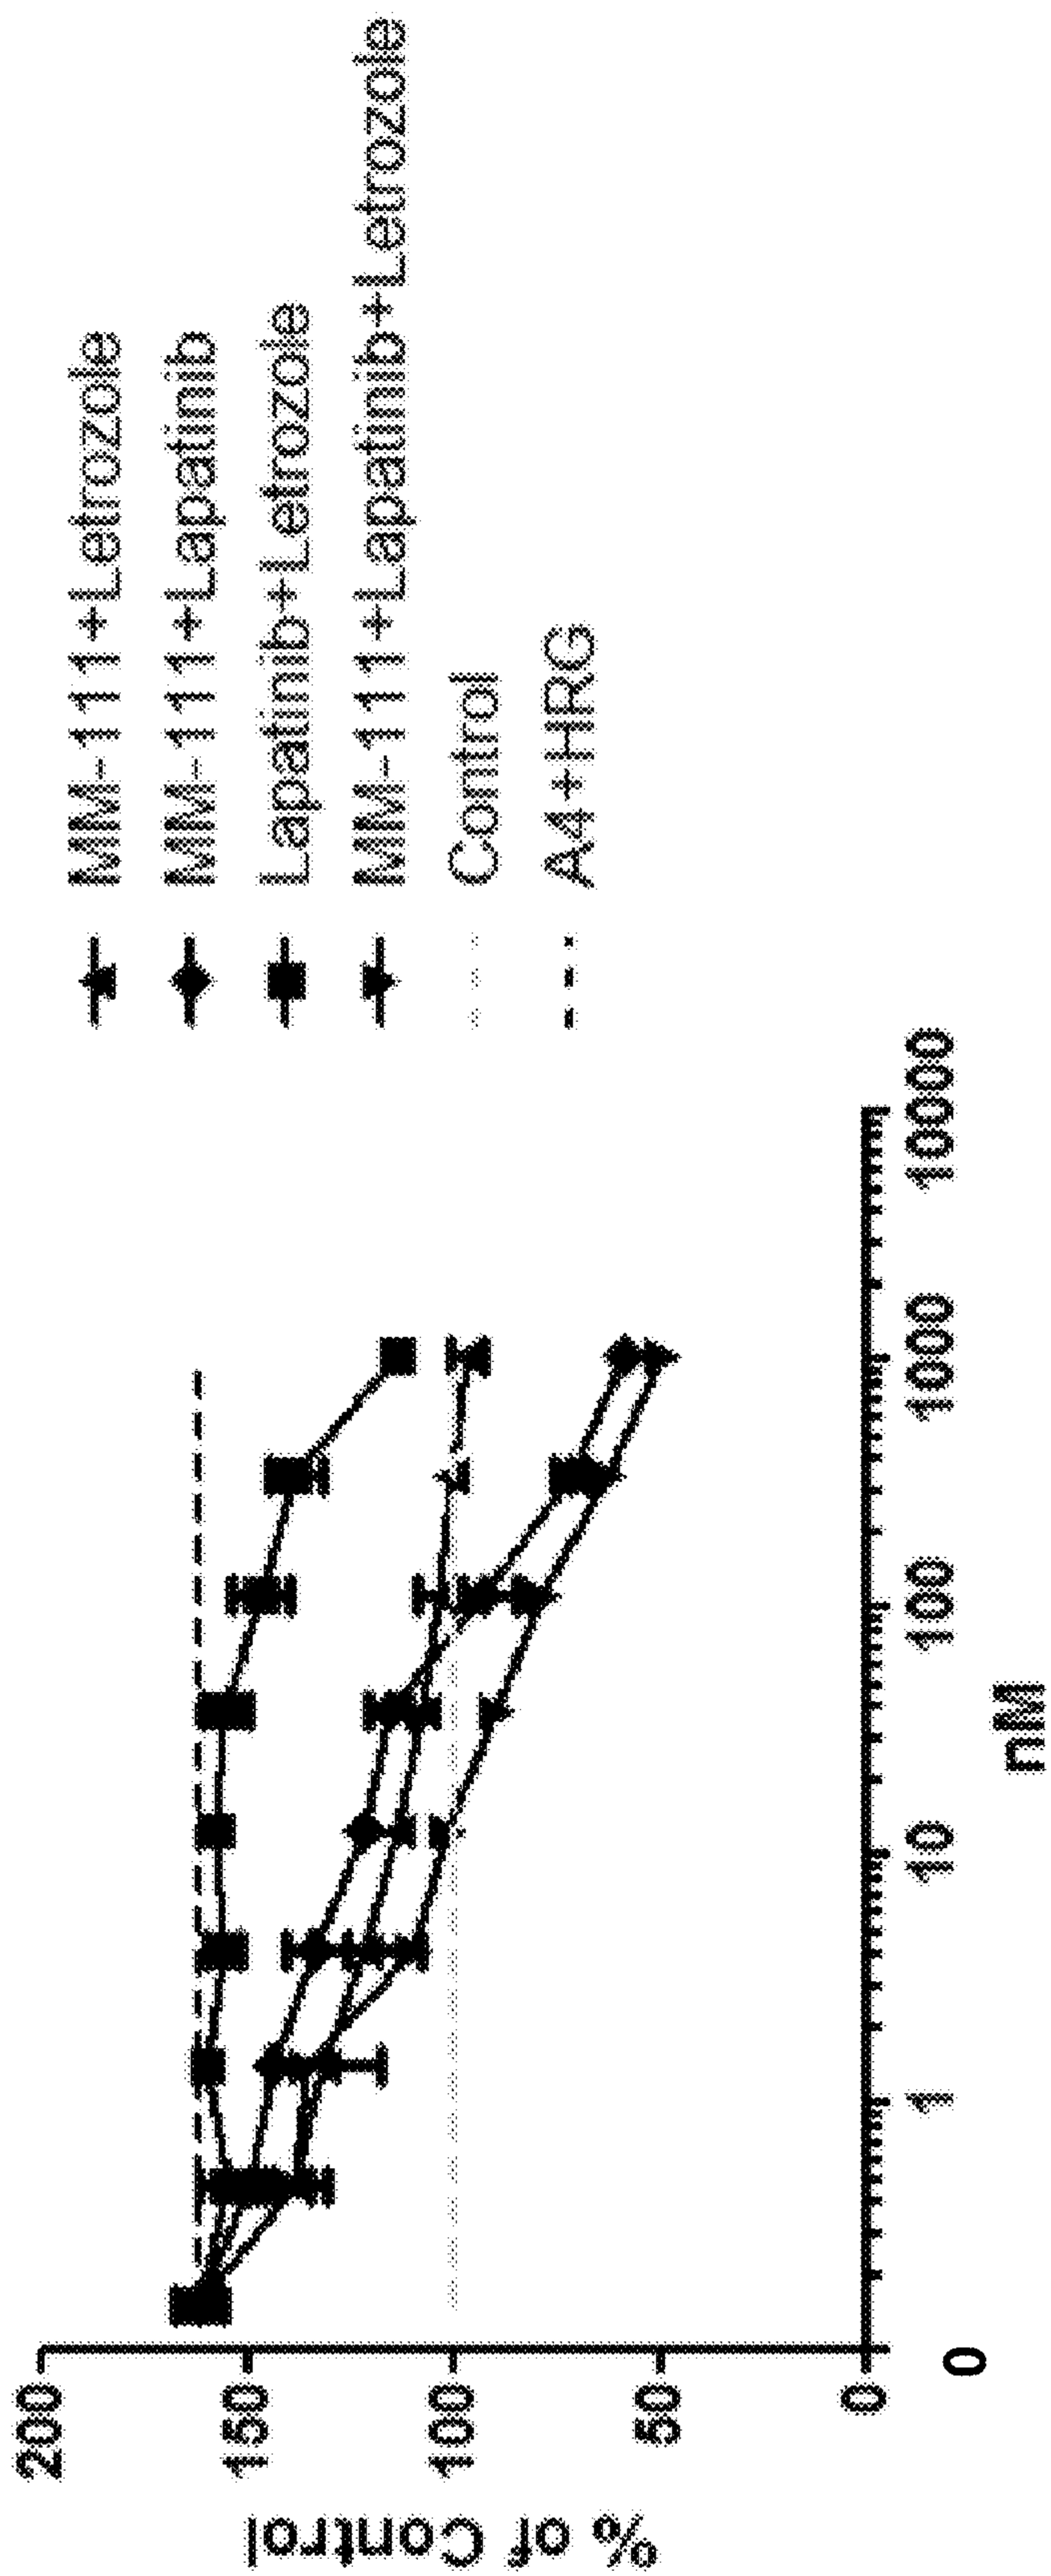 MM-111+Letrozole
MM-111+Lapatinib
Lapatinib+Letrozole
MM-111+Lapatinib+Letrozole
Control
A4+HRG
% of Control
200
150
100
50
0
0
1
10
100
1000
10000
nM